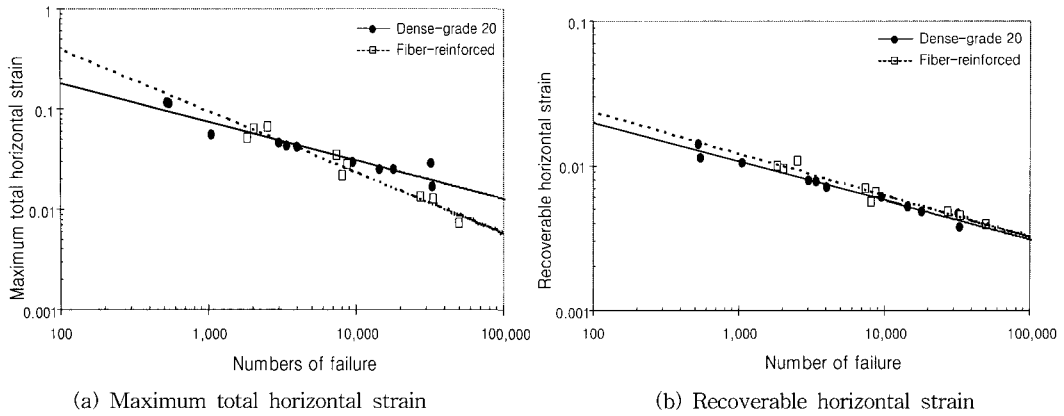 1
0.1
0.01
0.001
Maximum total horizontal strain
Dense-grade 20
Fiber-reinforced
100
1,000
10,000
100,000
Numbers of failure
(a) Maximum total horizontal strain
0.1
0.01
0.001
Recoverable horizontal strain
Dense-grade 20
Fiber-reinforced
100
1,000
10,000
100,000
Number of failure
(b) Recoverable horizontal strain